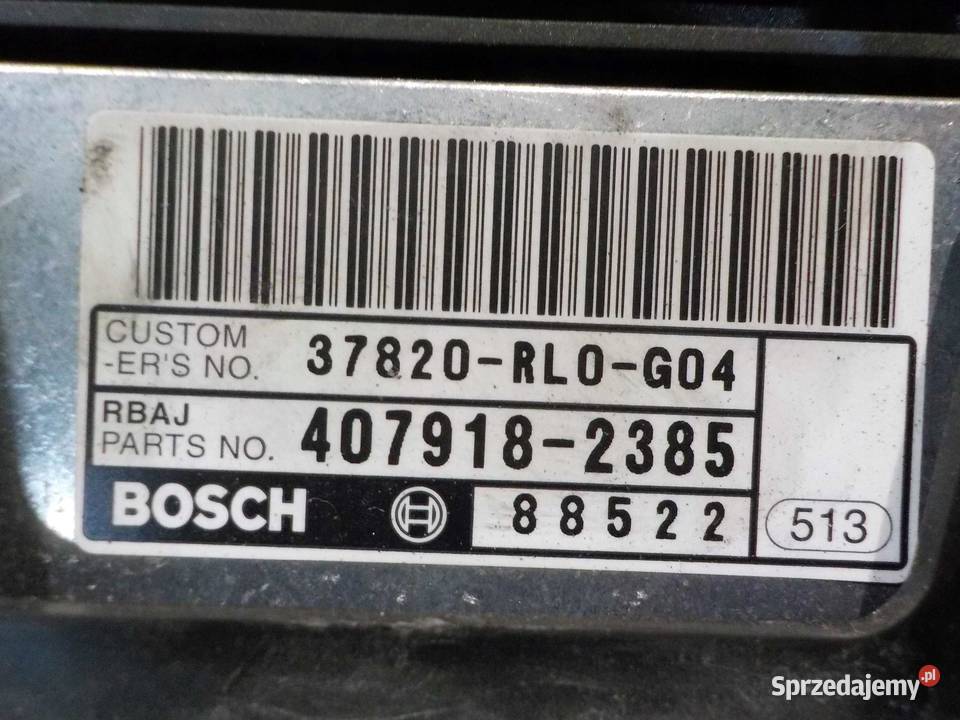 CUSTOM
-ER'S NO. 37820-RL0-G04
RBAJ
PARTS NO. 407918-2385
BOSCH 88522 513
Sprzedajemy.pl